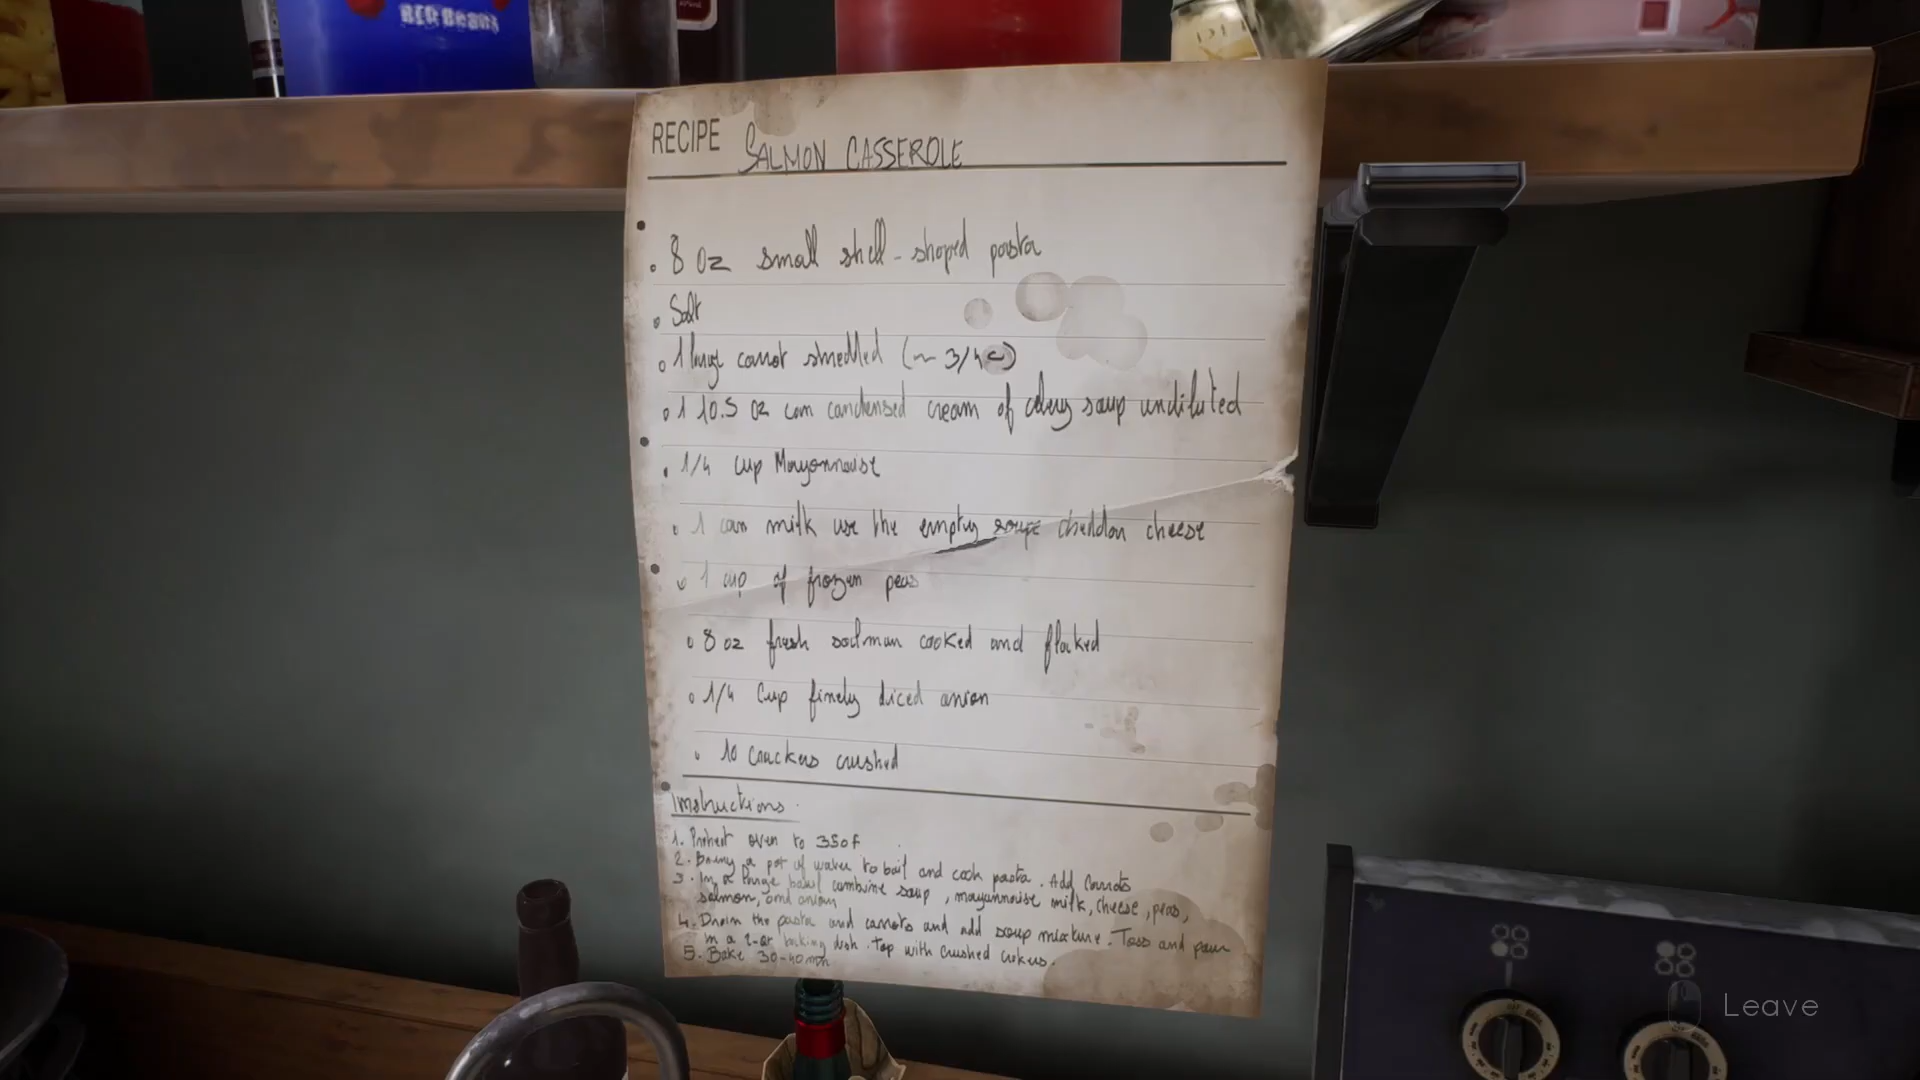 BBQ Beans
RECIPE SALMON CASSEROLE
8 Oz small shell-shaped pasta
Salt
1 large carrot shredded (~ 3/4 c)
1 10.5 oz can condensed cream of celery soup undiluted
1/4 cup Mayonnaise
1 can milk use the empty soup cheddar cheese
1 cup of frozen peas
8 oz fresh salmon cooked and flaked
1/4 Cup finely diced onion
10 Crackers crushed
Instructions
1. Preheat oven to 350F
2. Bring a pot of water to boil and cook pasta. Add Carrots
3. In a large bowl combine soup, mayonnaise milk, cheese, peas,
salmon, and onion
4. Drain the pasta and carrots and add soup mixture. Toss and pour
in a 2-qr baking dish. top with crushed crakers.
5. Bake 30-40mn
Leave